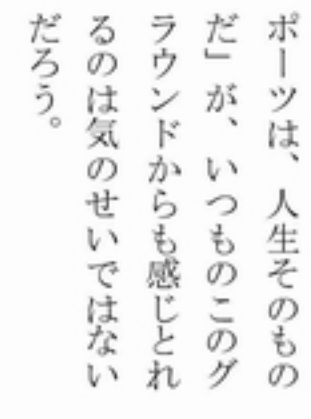 ポーツは、人生そのもの
だ」が、いつものこのグ
ラウンドからも感じとれ
るのは気のせいではない
だろう。